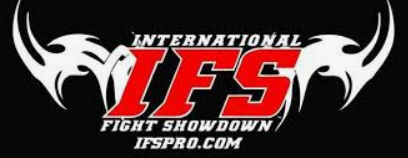 INTERNATIONAL
IFS
FIGHT SHOWDOWN
IFSPRO.COM